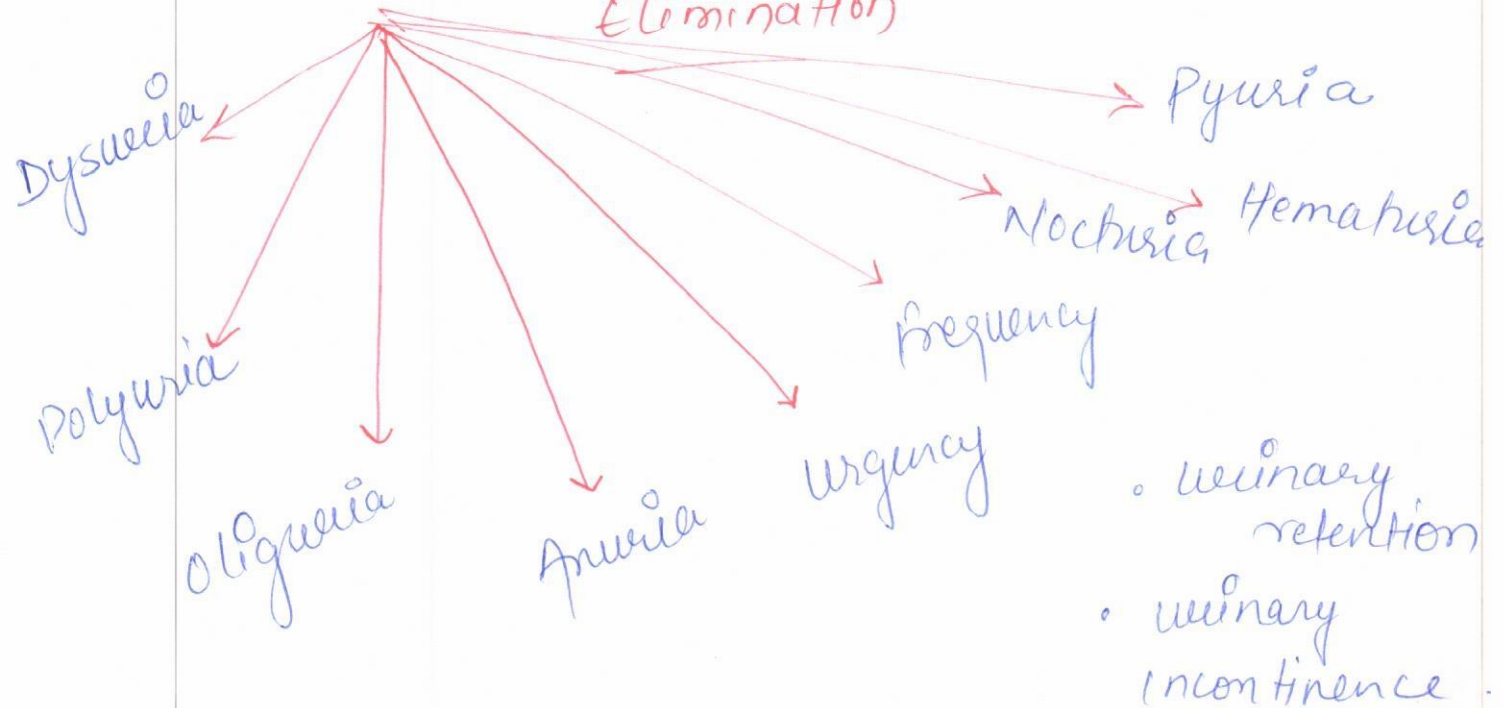 Elimination
Pyuria
Dysuria
Nocturia
Hematuria
frequency
Polyuria
urgency
oliguria
Anuria
• urinary
retention
• urinary
incontinence.